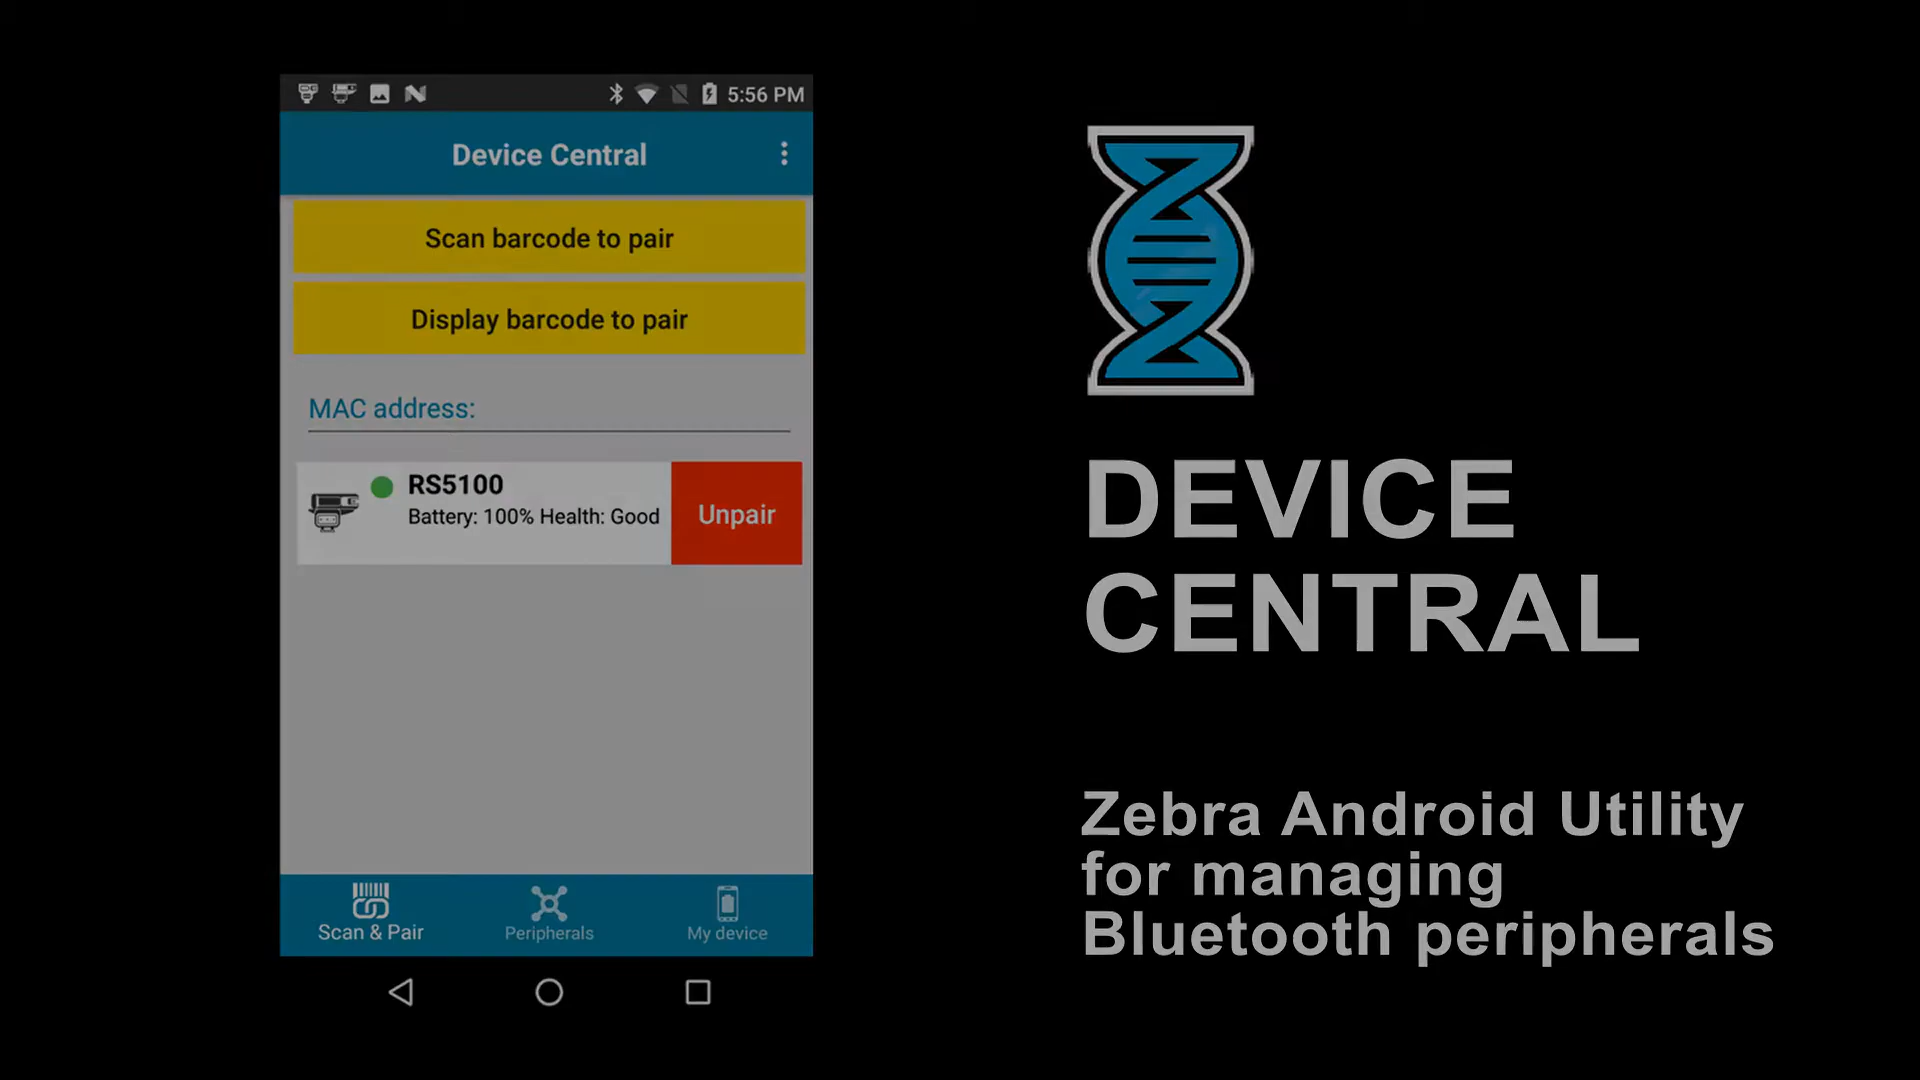 5:56 PM
Device Central
Scan barcode to pair
Display barcode to pair
MAC address:
RS5100
Battery: 100% Health: Good
Unpair
Scan & Pair
Peripherals
My device
DEVICE
CENTRAL
Zebra Android Utility
for managing
Bluetooth peripherals